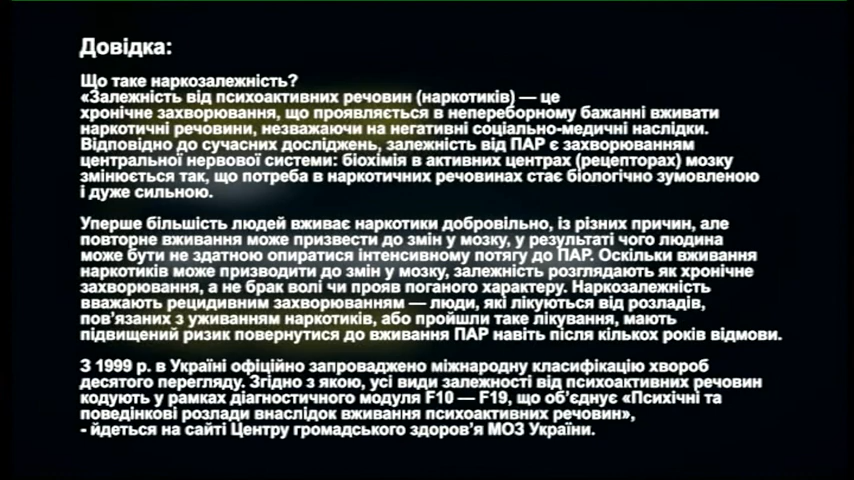 Довідка:
Що таке наркозалежність?
«Залежність від психоактивних речовин (наркотиків) — це
хронічне захворювання, що проявляється в непереборному бажанні вживати
наркотичні речовини, незважаючи на негативні соціально-медичні наслідки.
Відповідно до сучасних досліджень, залежність від ПАР є захворюванням
центральної нервової системи: біохімія в активних центрах (рецепторах) мозку
змінюється так, що потреба в наркотичних речовинах стає біологічно зумовленою
і дуже сильною.
Уперше більшість людей вживає наркотики добровільно, із різних причин, але
повторне вживання може призвести до змін у мозку, у результаті чого людина
може бути не здатною опиратися інтенсивному потягу до ПАР. Оскільки вживання
наркотиків може призводити до змін у мозку, залежність розглядають як хронічне
захворювання, а не брак волі чи прояв поганого характеру. Наркозалежність
вважають рецидивним захворюванням — люди, які лікуються від розладів,
пов’язаних з уживанням наркотиків, або пройшли таке лікування, мають
підвищений ризик повернутися до вживання ПАР навіть після кількох років відмови.
З 1999 р. в Україні офіційно запроваджено міжнародну класифікацію хвороб
десятого перегляду. Згідно з якою, усі види залежності від психоактивних речовин
кодують у рамках діагностичного модуля F10 — F19, що об’єднує «Психічні та
поведінкові розлади внаслідок вживання психоактивних речовин»,
- йдеться на сайті Центру громадського здоров’я МОЗ України.